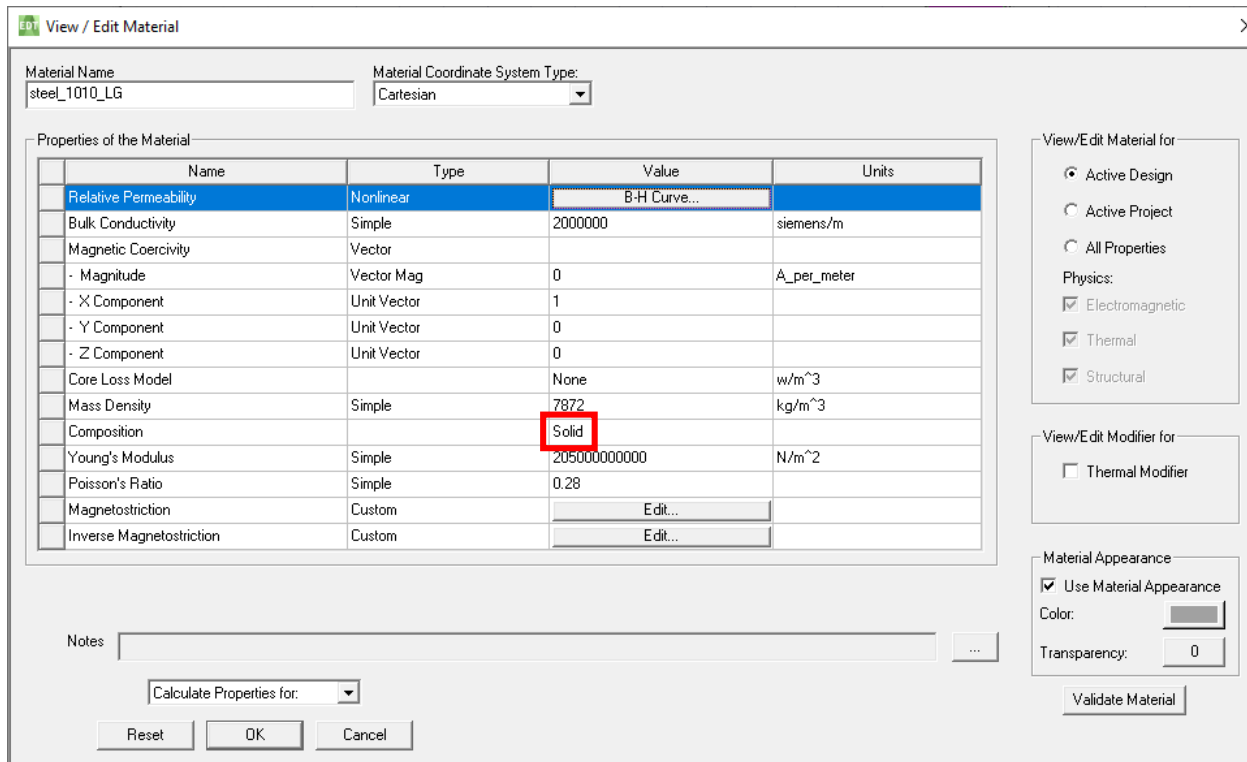 EDT View / Edit Material
Material Name
steel_1010_LG
Material Coordinate System Type:
Cartesian
Properties of the Material
Name Type Value Units
Relative Permeability Nonlinear B-H Curve...
Bulk Conductivity Simple 2000000 siemens/m
Magnetic Coercivity Vector
- Magnitude Vector Mag 0 A_per_meter
- X Component Unit Vector 1
- Y Component Unit Vector 0
- Z Component Unit Vector 0
Core Loss Model None w/m^3
Mass Density Simple 7872 kg/m^3
Composition Solid
Young's Modulus Simple 205000000000 N/m^2
Poisson's Ratio Simple 0.28
Magnetostriction Custom Edit...
Inverse Magnetostriction Custom Edit...
View/Edit Material for
Active Design
Active Project
All Properties
Physics:
Electromagnetic
Thermal
Structural
View/Edit Modifier for
Thermal Modifier
Material Appearance
Use Material Appearance
Color:
Transparency: 0
Notes ...
Calculate Properties for:
Validate Material
Reset OK Cancel